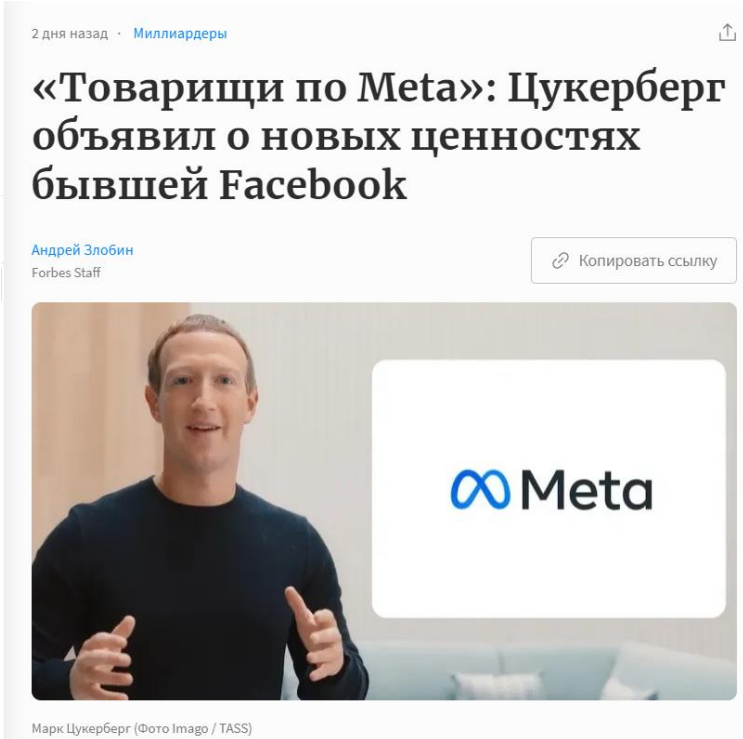 2 дня назад · Миллиардеры
«Товарищи по Meta»: Цукерберг
объявил о новых ценностях
бывшей Facebook
Андрей Злобин
Forbes Staff
Копировать ссылку
Meta
Марк Цукерберг (Фото Imago / TASS)